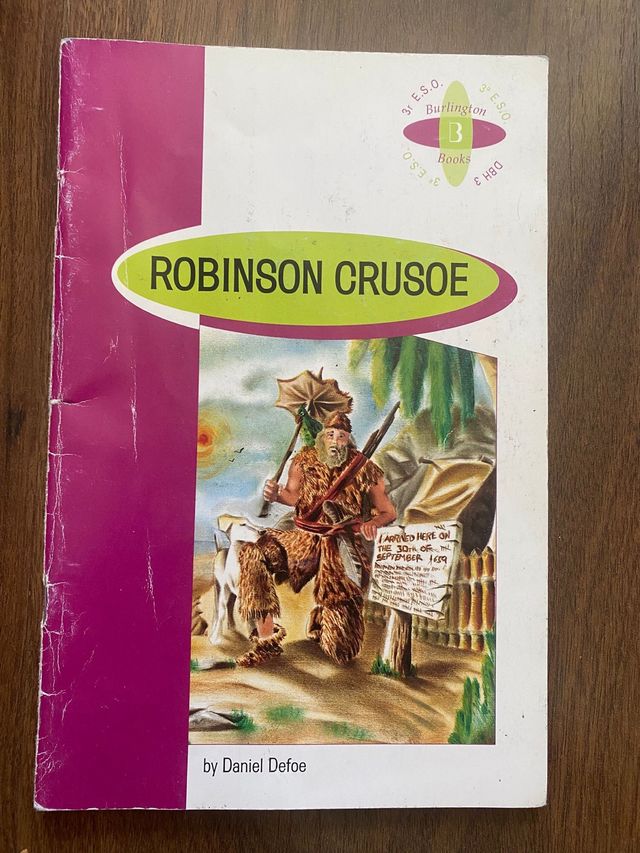 3r E.S.O.
3º E.S.O.
Burlington
B
Books
3º E.S.O.
DBH 3
ROBINSON CRUSOE
I ARRIVED HERE ON
THE 30TH OF
SEPTEMBER 1659
by Daniel Defoe